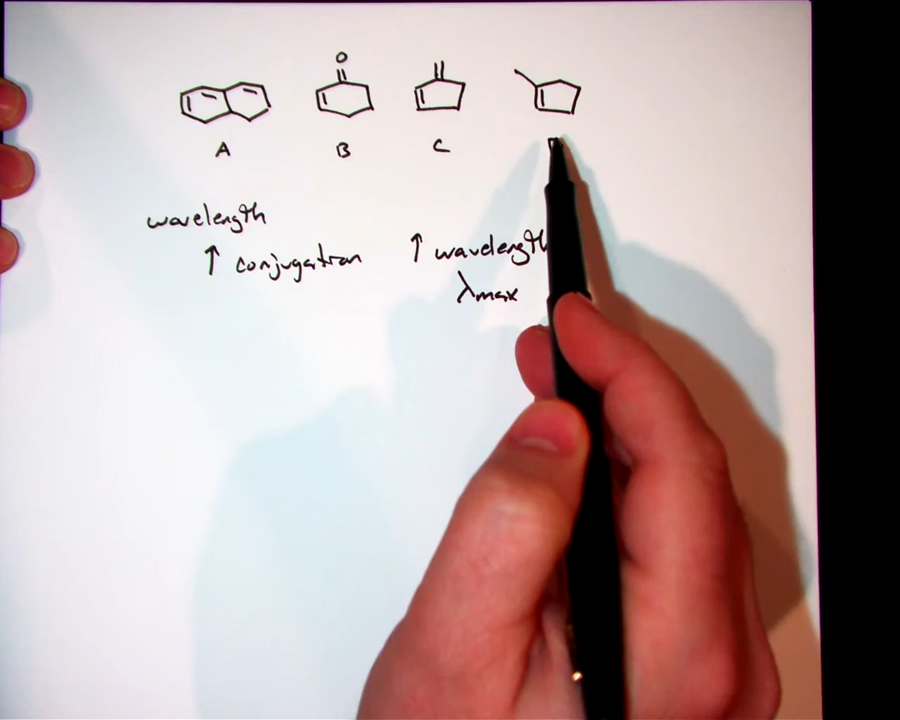 O
A B C
wavelength
↑ conjugation ↑ wavelength
λmax